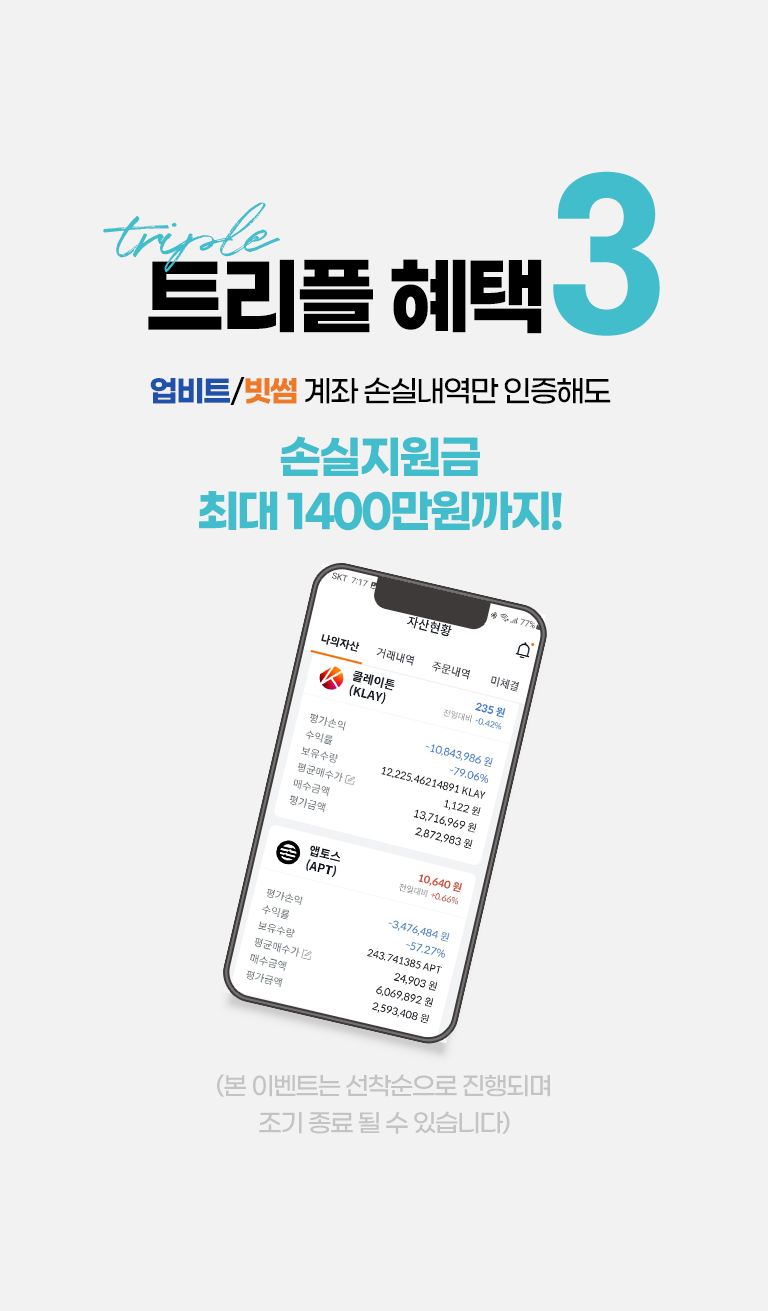 triple
트리플 혜택 3
업비트/빗썸 계좌 손실내역만 인증해도
손실지원금
최대 1400만원까지!
SKT 7:17
77%
자산현황
나의자산 거래내역 주문내역 미체결
클레이튼
(KLAY)
235 원
전일대비 -0.42%
평가손익 -10,843,986 원
수익률 -79.06%
보유수량 12,225.46214891 KLAY
평균매수가 1,122 원
매수금액 13,716,969 원
평가금액 2,872,983 원
앱토스
(APT)
10,640 원
전일대비 +0.66%
평가손익 -3,476,484 원
수익률 -57.27%
보유수량 243.741385 APT
평균매수가 24,903 원
매수금액 6,069,892 원
평가금액 2,593,408 원
(본 이벤트는 선착순으로 진행되며
조기 종료 될 수 있습니다)